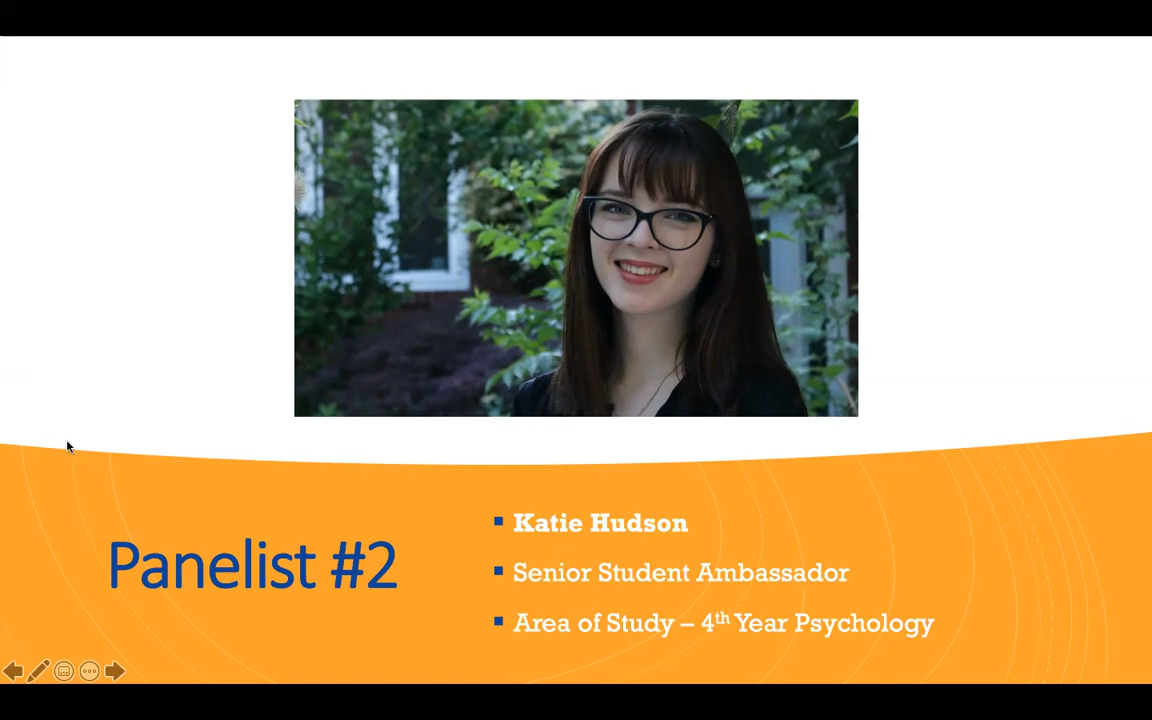 Panelist #2
Katie Hudson
Senior Student Ambassador
Area of Study – 4th Year Psychology